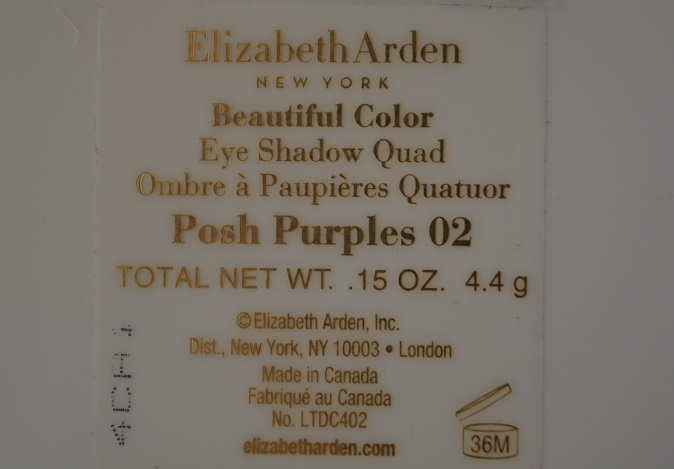 Elizabeth Arden
NEW YORK
Beautiful Color
Eye Shadow Quad
Ombre à Paupières Quatuor
Posh Purples 02
TOTAL NET WT. .15 OZ. 4.4 g
©Elizabeth Arden, Inc.
Dist., New York, NY 10003 • London
Made in Canada
Fabriqué au Canada
No. LTDC402
elizabetharden.com
36M